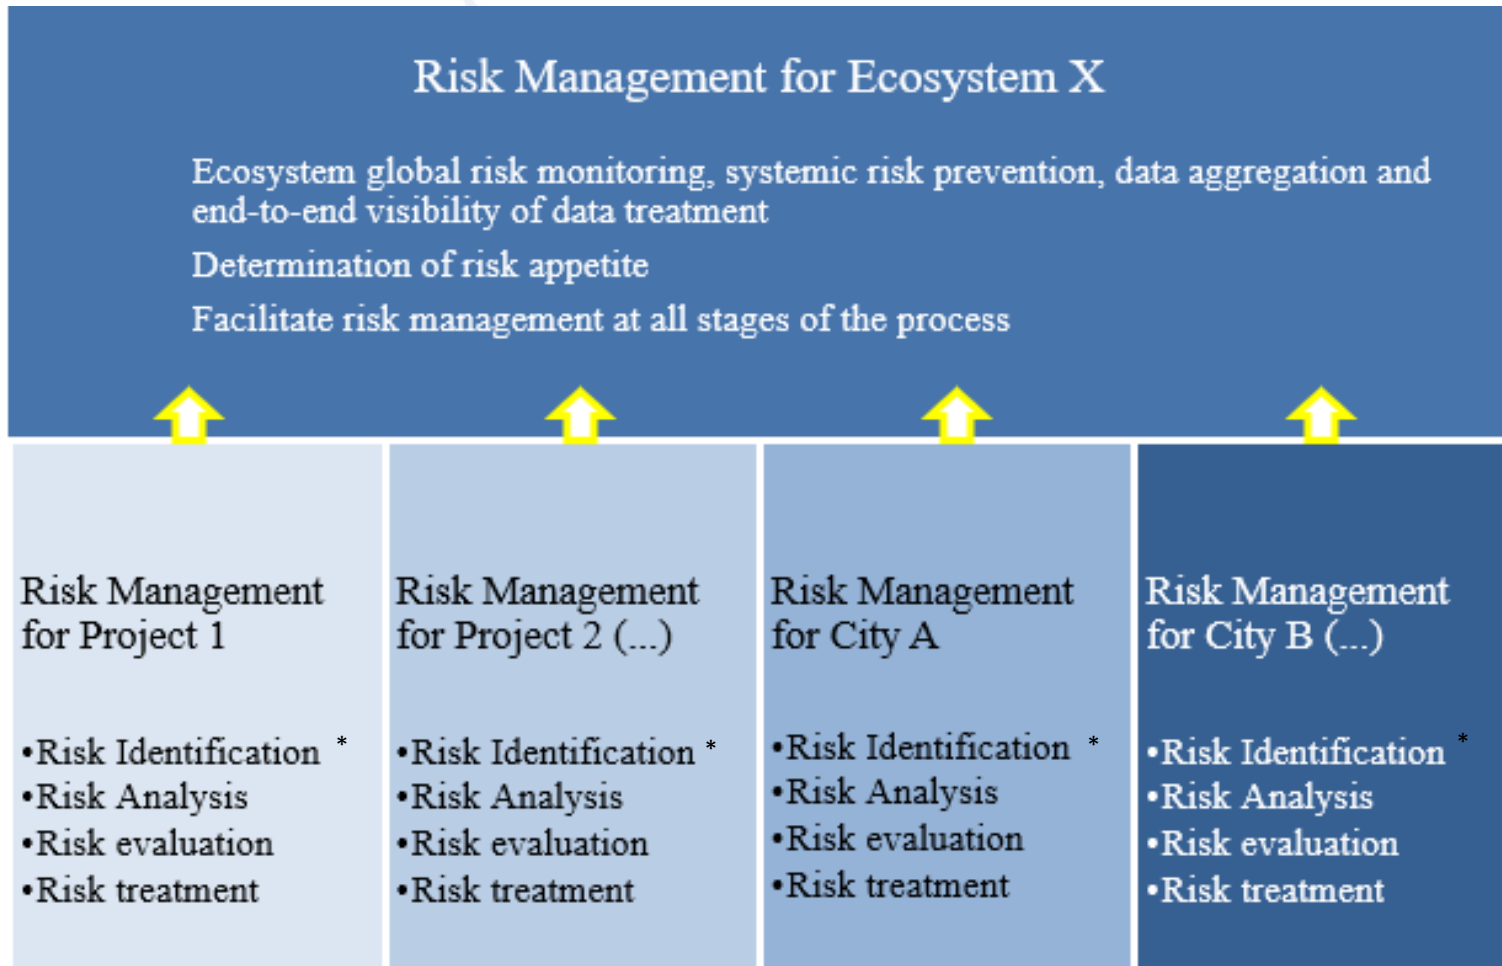 Risk Management for Ecosystem X
Ecosystem global risk monitoring, systemic risk prevention, data aggregation and
end-to-end visibility of data treatment
Determination of risk appetite
Facilitate risk management at all stages of the process
Risk Management
for Project 1
•Risk Identification *
•Risk Analysis
•Risk evaluation
•Risk treatment
Risk Management
for Project 2 (...)
•Risk Identification *
•Risk Analysis
•Risk evaluation
•Risk treatment
Risk Management
for City A
•Risk Identification *
•Risk Analysis
•Risk evaluation
•Risk treatment
Risk Management
for City B (...)
•Risk Identification *
•Risk Analysis
•Risk evaluation
•Risk treatment